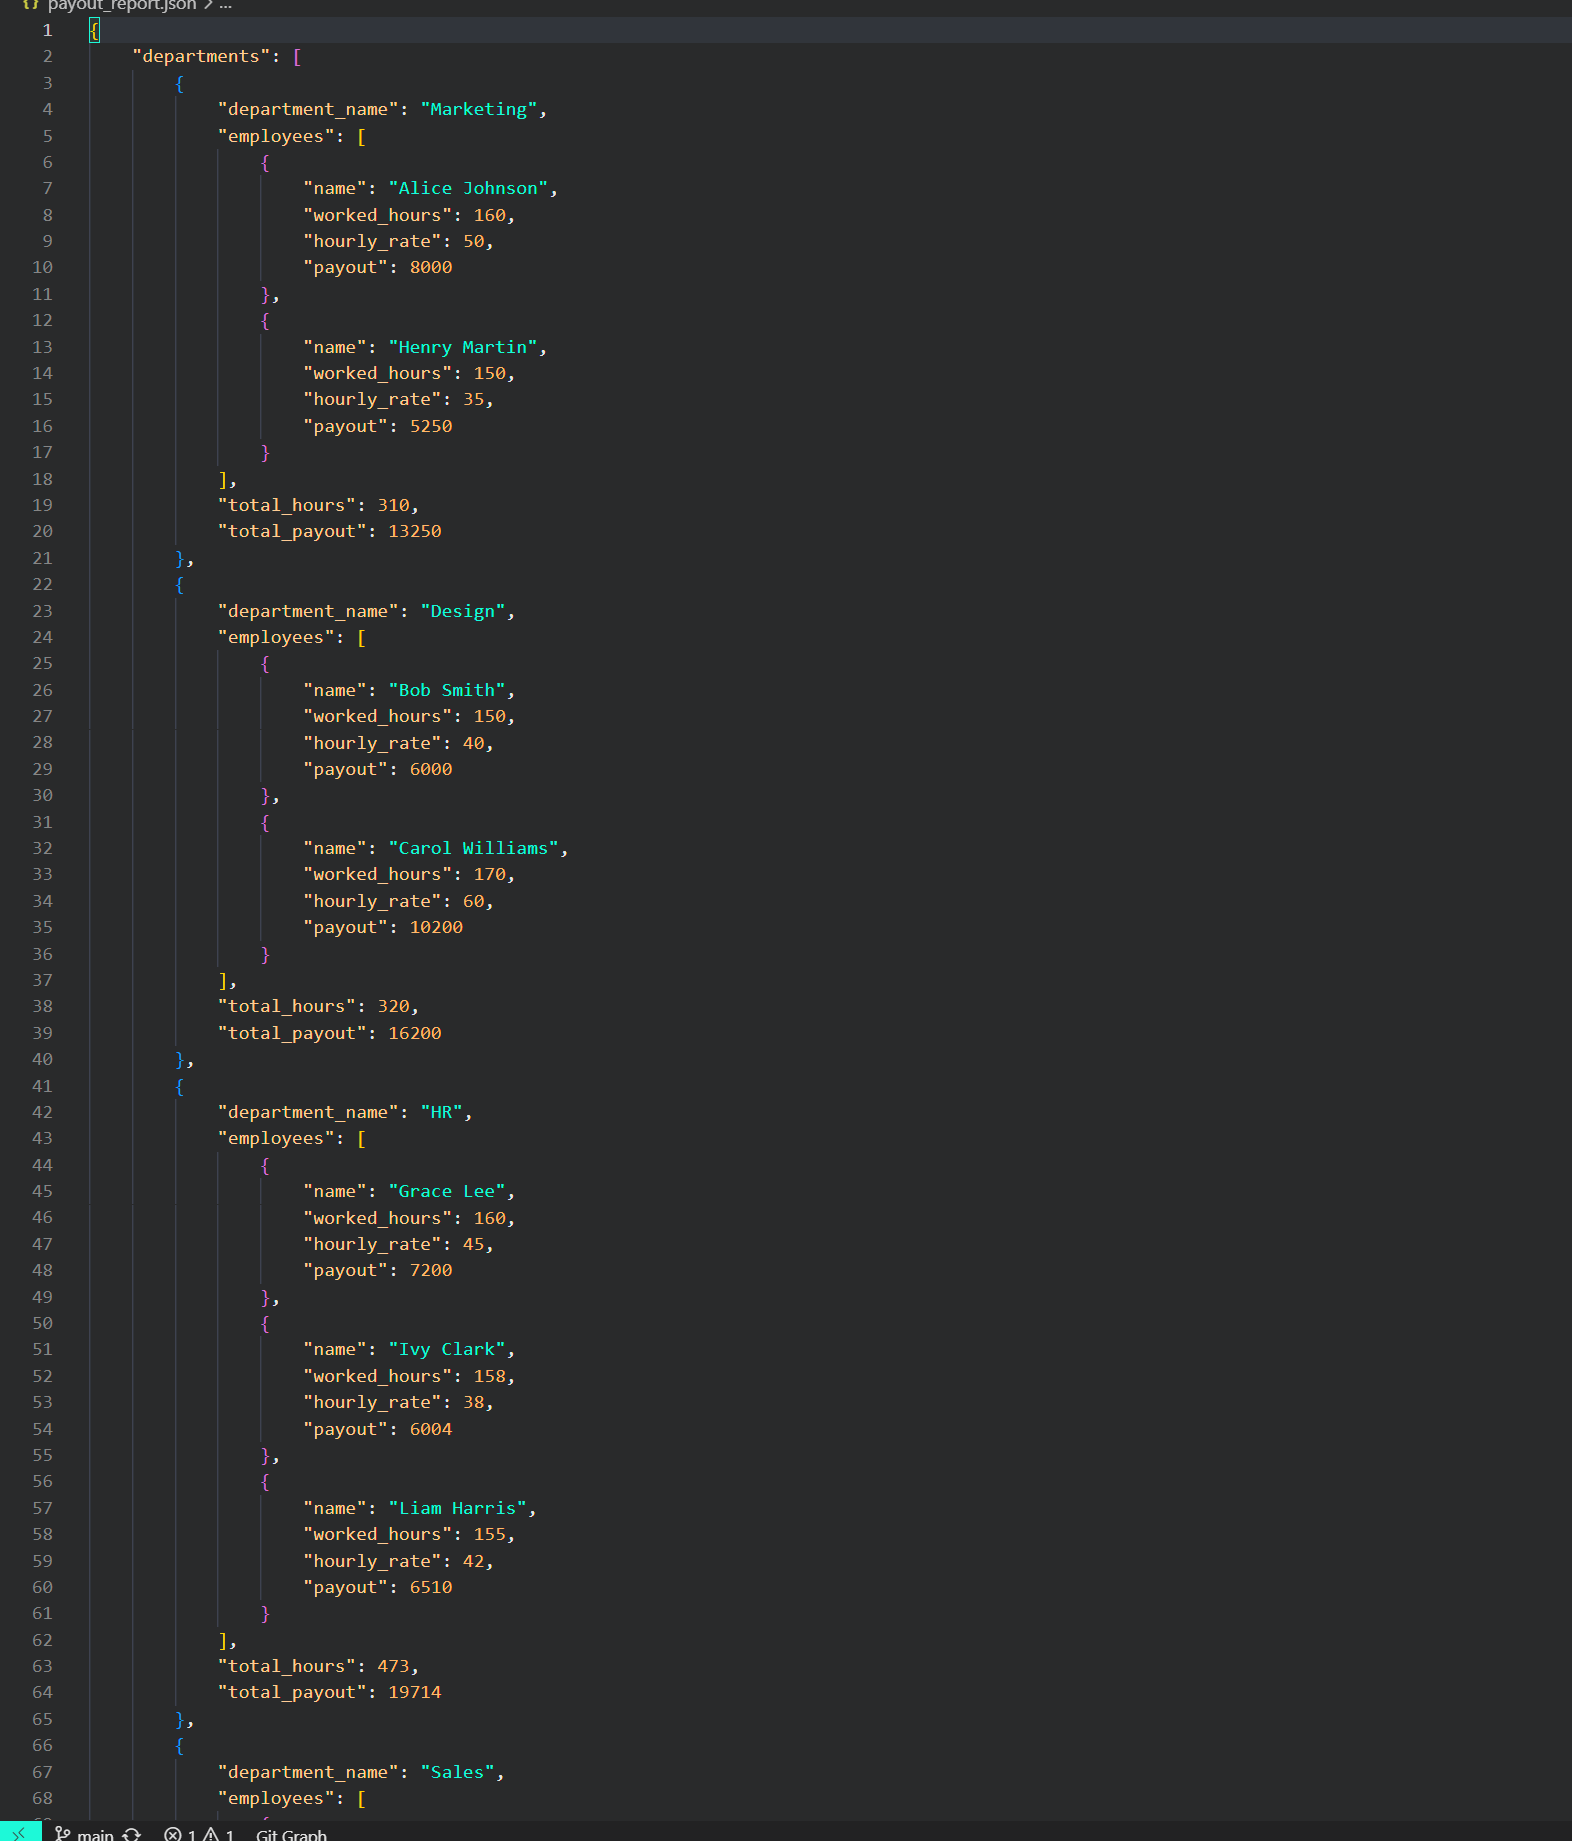 {} payout_report.json > ...
1 {
2 "departments": [
3 {
4 "department_name": "Marketing",
5 "employees": [
6 {
7 "name": "Alice Johnson",
8 "worked_hours": 160,
9 "hourly_rate": 50,
10 "payout": 8000
11 },
12 {
13 "name": "Henry Martin",
14 "worked_hours": 150,
15 "hourly_rate": 35,
16 "payout": 5250
17 }
18 ],
19 "total_hours": 310,
20 "total_payout": 13250
21 },
22 {
23 "department_name": "Design",
24 "employees": [
25 {
26 "name": "Bob Smith",
27 "worked_hours": 150,
28 "hourly_rate": 40,
29 "payout": 6000
30 },
31 {
32 "name": "Carol Williams",
33 "worked_hours": 170,
34 "hourly_rate": 60,
35 "payout": 10200
36 }
37 ],
38 "total_hours": 320,
39 "total_payout": 16200
40 },
41 {
42 "department_name": "HR",
43 "employees": [
44 {
45 "name": "Grace Lee",
46 "worked_hours": 160,
47 "hourly_rate": 45,
48 "payout": 7200
49 },
50 {
51 "name": "Ivy Clark",
52 "worked_hours": 158,
53 "hourly_rate": 38,
54 "payout": 6004
55 },
56 {
57 "name": "Liam Harris",
58 "worked_hours": 155,
59 "hourly_rate": 42,
60 "payout": 6510
61 }
62 ],
63 "total_hours": 473,
64 "total_payout": 19714
65 },
66 {
67 "department_name": "Sales",
68 "employees": [
69 {
main 1 1 Git Graph